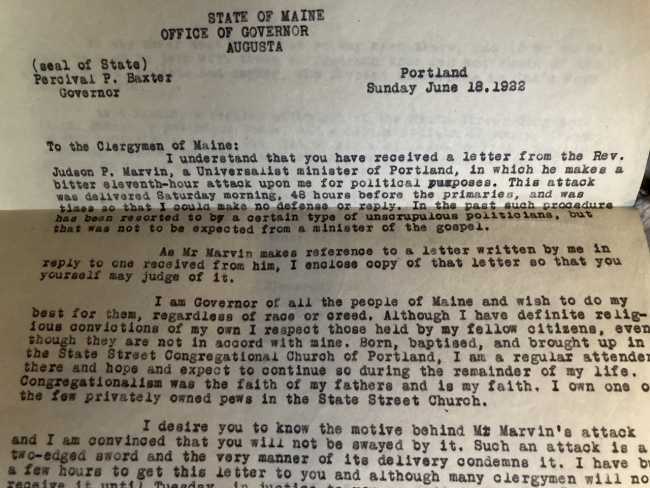 STATE OF MAINE
OFFICE OF GOVERNOR
AUGUSTA
(seal of State)
Percival P. Baxter
Governor
Portland
Sunday June 18.1922
To the Clergymen of Maine:
I understand that you have received a letter from the Rev.
Judson P. Marvin, a Universalist minister of Portland, in which he makes a
bitter eleventh-hour attack upon me for political purposes. This attack
was delivered Saturday morning, 48 hours before the primaries, and was
times so that I could make no defense or reply. In the past such procedure
has been resorted to by a certain type of unscrupulous politicians, but
that was not to be expected from a minister of the gospel.
As Mr Marvin makes reference to a letter written by me in
reply to one received from him, I enclose copy of that letter so that you
yourself may judge of it.
I am Governor of all the people of Maine and wish to do my
best for them, regardless of race or creed. Although I have definite relig-
ious convictions of my own I respect those held by my fellow citizens, even
though they are not in accord with mine. Born, baptised, and brought up in
the State Street Congregational Church of Portland, I am a regular attender
there and hope and expect to continue so during the remainder of my life.
Congregationalism was the faith of my fathers and is my faith. I own one o
the few privately owned pews in the State Street Church.
I desire you to know the motive behind Mr Marvin's attack
and I am convinced that you will not be swayed by it. Such an attack is a
two-edged sword and the very manner of its delivery condemns it. I have bu
a few hours to get this letter to you and although many clergymen will no
receive it until Tuesday, in justice to